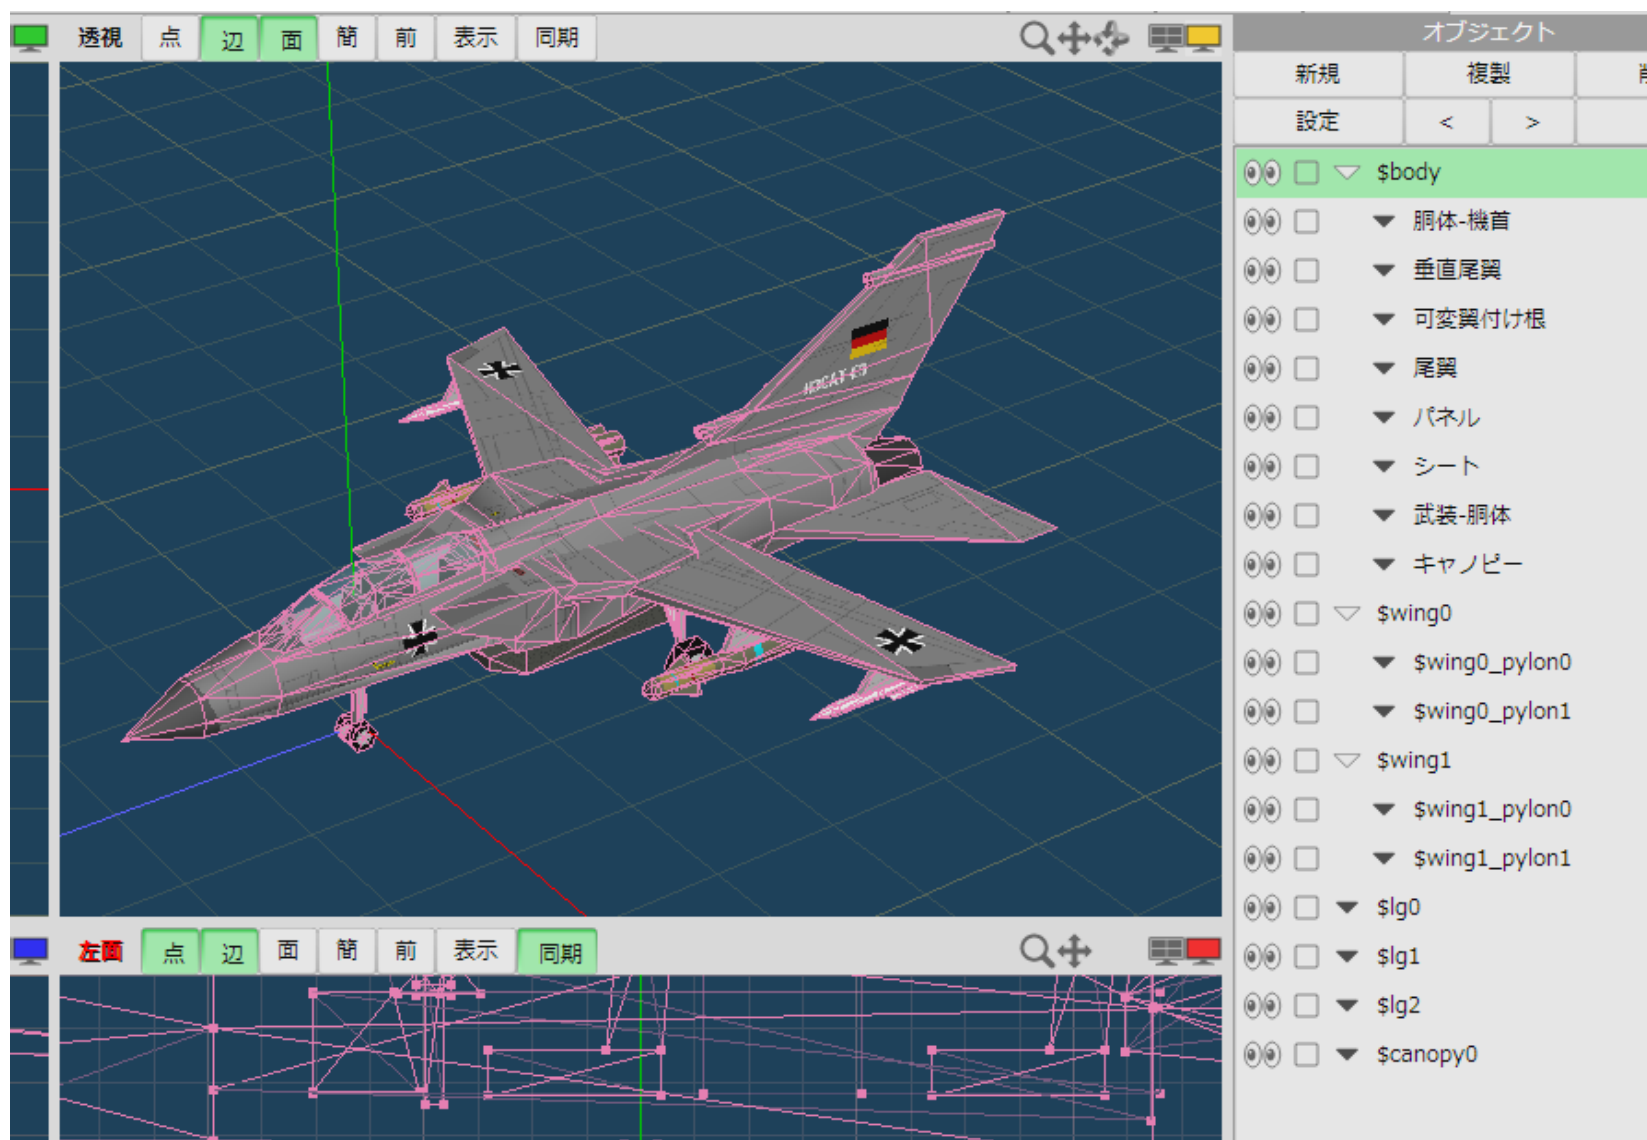 透視 点 辺 面 簡 前 表示 同期
オブジェクト
新規 複製
設定 < >
$body
胴体-機首
垂直尾翼
可変翼付け根
尾翼
パネル
シート
武装-胴体
キャノピー
$wing0
$wing0_pylon0
$wing0_pylon1
$wing1
$wing1_pylon0
$wing1_pylon1
$lg0
$lg1
$lg2
$canopy0
左面 点 辺 面 簡 前 表示 同期